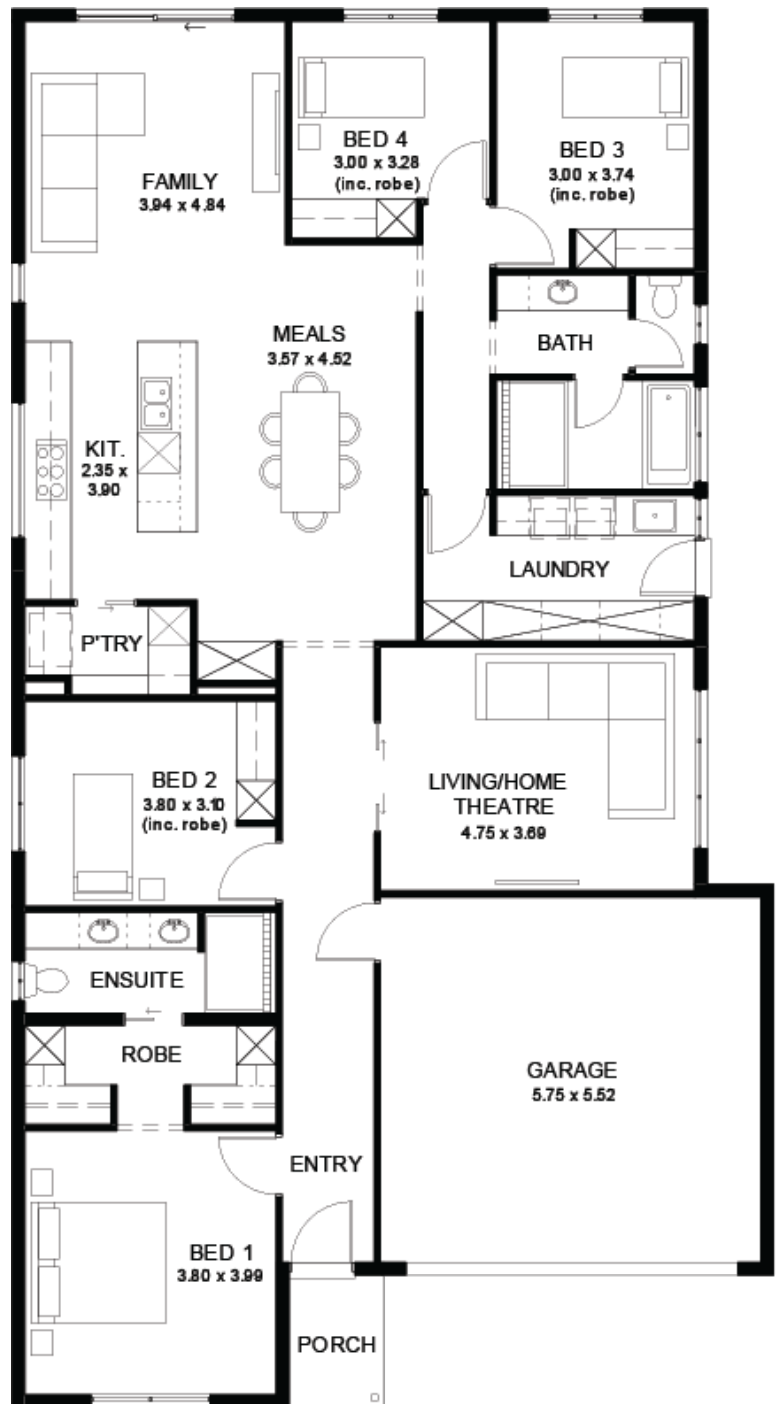 BED 4
3.00 x 3.28
(inc. robe)
BED 3
3.00 x 3.74
(inc. robe)
FAMILY
3.94 x 4.84
MEALS
3.57 x 4.52
BATH
KIT.
2.35 x
3.90
LAUNDRY
P'TRY
BED 2
3.80 x 3.10
(inc. robe)
LIVING/HOME
THEATRE
4.75 x 3.69
ENSUITE
ROBE
GARAGE
5.75 x 5.52
ENTRY
BED 1
3.80 x 3.99
PORCH